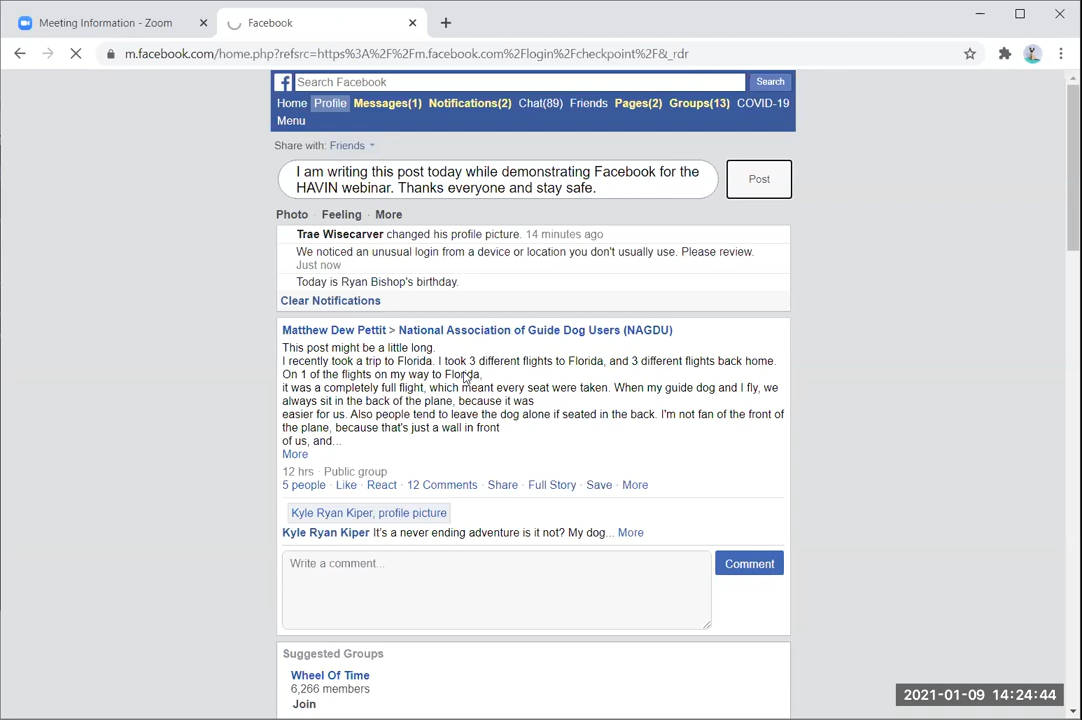 Meeting Information - Zoom
Facebook
m.facebook.com/home.php?refsrc=https%3A%2F%2Fm.facebook.com%2Flogin%2Fcheckpoint%2F&_rdr
f Search Facebook Search
Home Profile Messages(1) Notifications(2) Chat(89) Friends Pages(2) Groups(13) COVID-19
Menu
Share with: Friends
I am writing this post today while demonstrating Facebook for the
HAVIN webinar. Thanks everyone and stay safe.
Post
Photo · Feeling · More
Trae Wisecarver changed his profile picture. 14 minutes ago
We noticed an unusual login from a device or location you don't usually use. Please review.
Just now
Today is Ryan Bishop's birthday.
Clear Notifications
Matthew Dew Pettit > National Association of Guide Dog Users (NAGDU)
This post might be a little long.
I recently took a trip to Florida. I took 3 different flights to Florida, and 3 different flights back home.
On 1 of the flights on my way to Florida,
it was a completely full flight, which meant every seat were taken. When my guide dog and I fly, we
always sit in the back of the plane, because it was
easier for us. Also people tend to leave the dog alone if seated in the back. I'm not fan of the front of
the plane, because that's just a wall in front
of us, and...
More
12 hrs · Public group
5 people · Like · React · 12 Comments · Share · Full Story · Save · More
Kyle Ryan Kiper, profile picture
Kyle Ryan Kiper It's a never ending adventure is it not? My dog... More
Write a comment...
Comment
Suggested Groups
Wheel Of Time
6,266 members
Join
2021-01-09 14:24:44